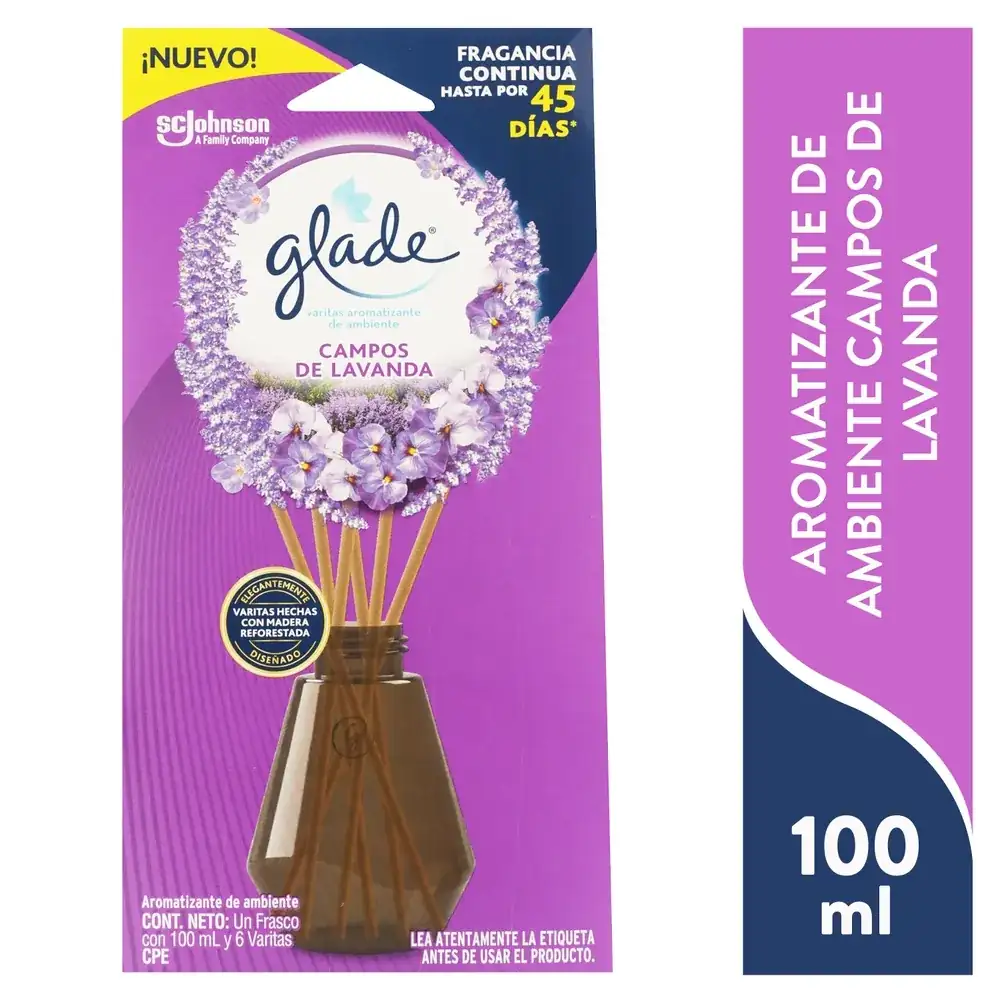 ¡NUEVO!
FRAGANCIA
CONTINUA
HASTA POR 45
DÍAS*
SCJohnson
A Family Company
glade®
varitas aromatizante
de ambiente
CAMPOS
DE LAVANDA
ELEGANTEMENTE
VARITAS HECHAS
CON MADERA
REFORESTADA
DISEÑADO
Aromatizante de ambiente
CONT. NETO: Un Frasco
con 100 mL y 6 Varitas
CPE
LEA ATENTAMENTE LA ETIQUETA
ANTES DE USAR EL PRODUCTO.
AROMATIZANTE DE
AMBIENTE CAMPOS DE
LAVANDA
100
ml